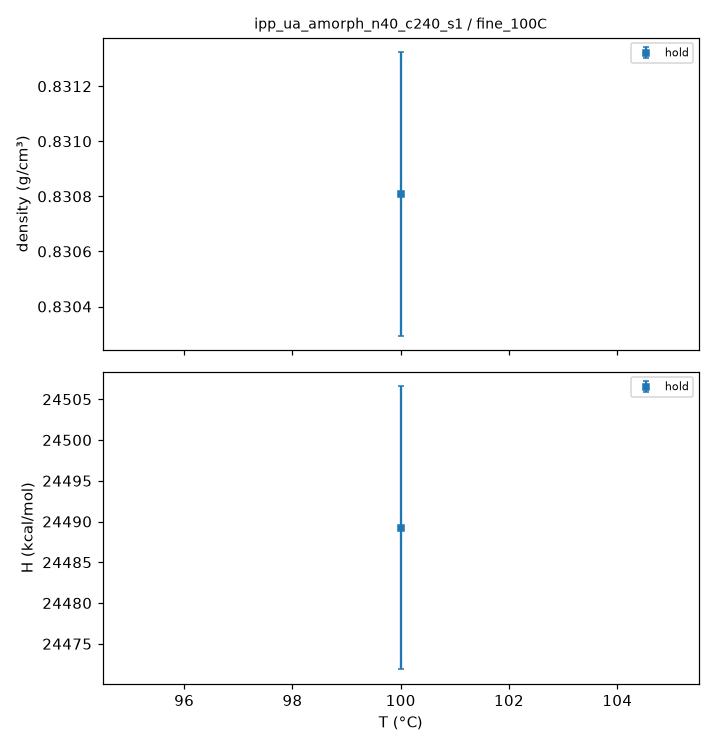 ipp_ua_amorph_n40_c240_s1 / fine_100C
hold
0.8312
0.8310
0.8308
0.8306
0.8304
density (g/cm³)
hold
24505
24500
24495
24490
24485
24480
24475
H (kcal/mol)
96
98
100
102
104
T (°C)